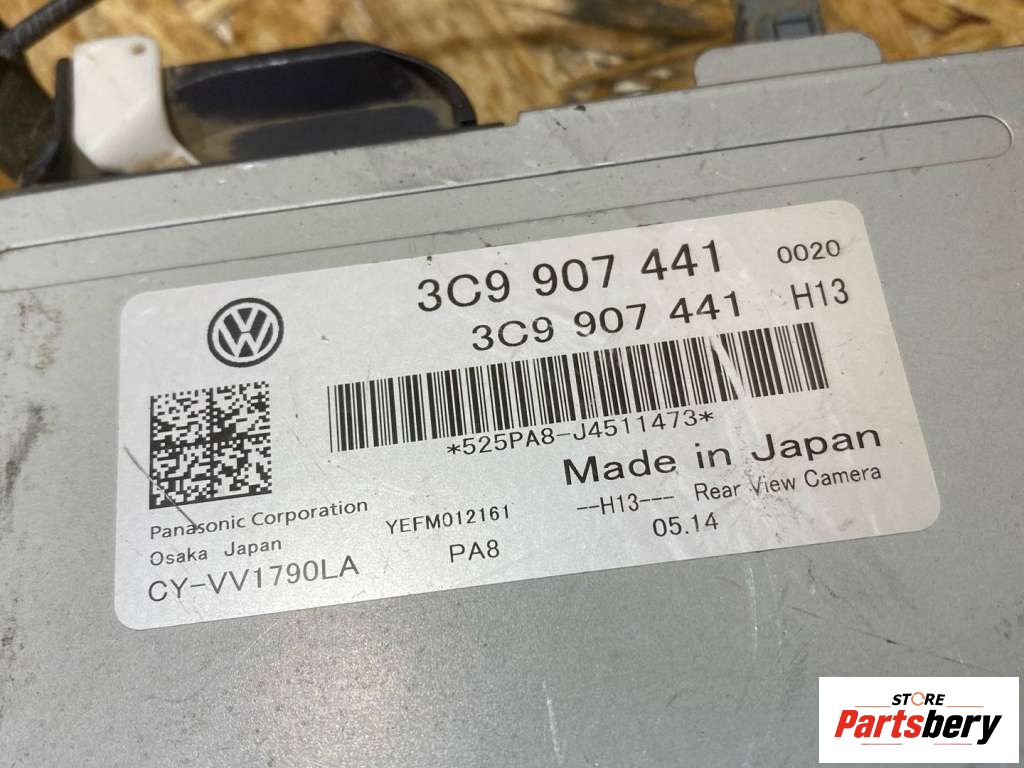 3C9 907 441 0020
3C9 907 441 H13
*525PA8-J4511473*
Made in Japan
Panasonic Corporation YEFM012161 --H13--- Rear View Camera
Osaka Japan PA8 05.14
CY-VV1790LA
STORE
Partsbery